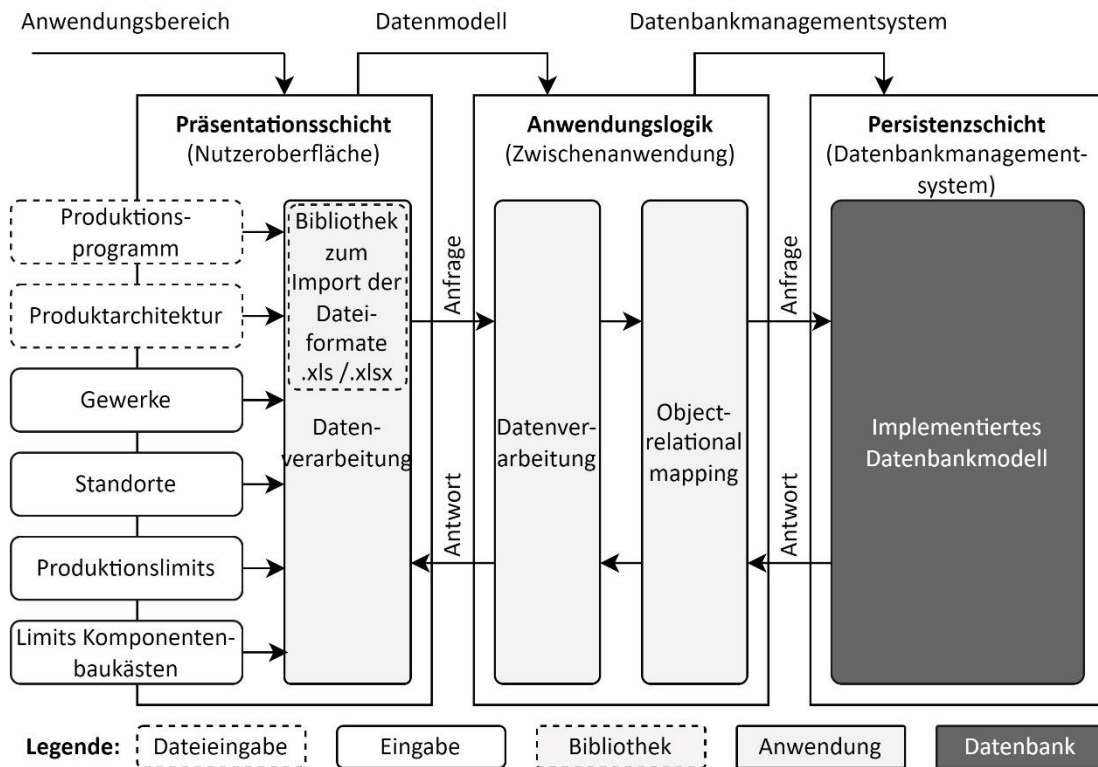 Anwendungsbereich
Datenmodell
Datenbankmanagementsystem
Präsentationsschicht
(Nutzeroberfläche)
Anwendungslogik
(Zwischenanwendung)
Persistenzschicht
(Datenbankmanagement-
system)
Produktions-
programm
Produktarchitektur
Gewerke
Standorte
Produktionslimits
Limits Komponenten-
baukästen
Bibliothek
zum
Import der
Datei-
formate
.xls /.xlsx
Daten-
verarbeitung
Anfrage
Antwort
Datenver-
arbeitung
Object-
relational
mapping
Anfrage
Antwort
Implementiertes
Datenbankmodell
Legende:
Dateieingabe
Eingabe
Bibliothek
Anwendung
Datenbank